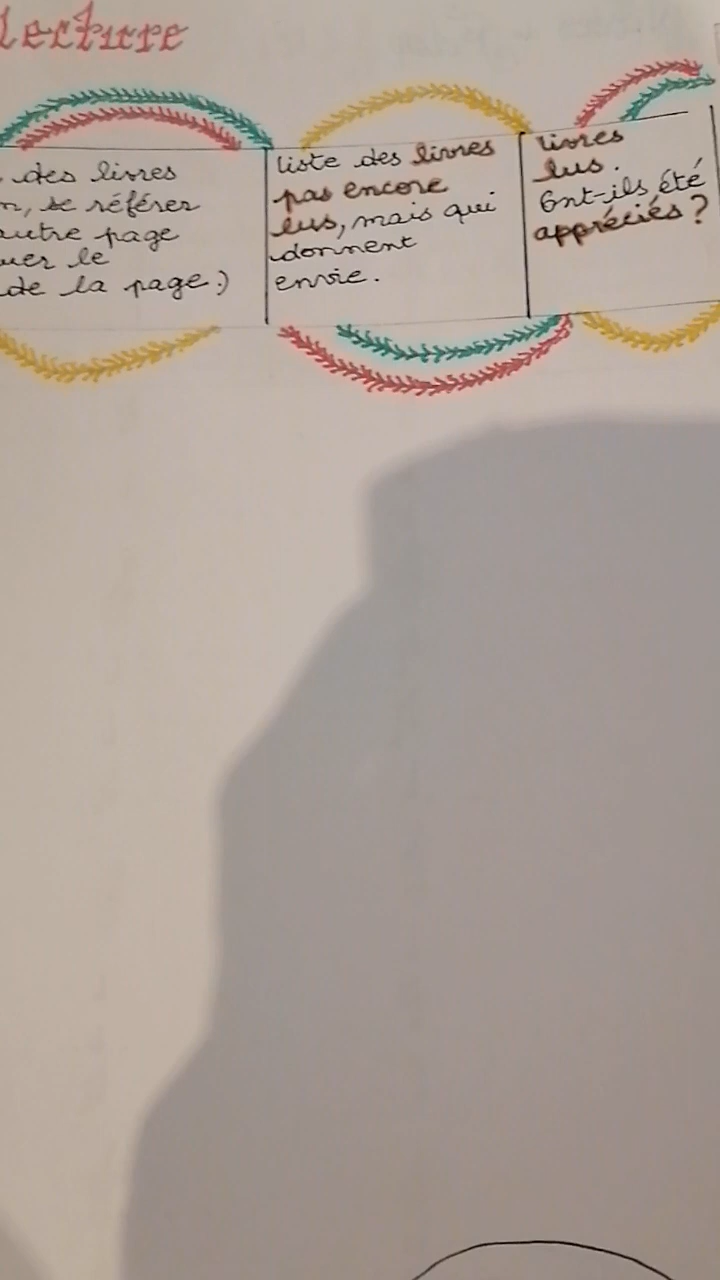 Lecture
des livres
se référer
autre page
le
de la page.)
liste des livres
pas encore
lus, mais qui
donnent
envie.
livres
lus.
Ont-ils été
appréciés ?